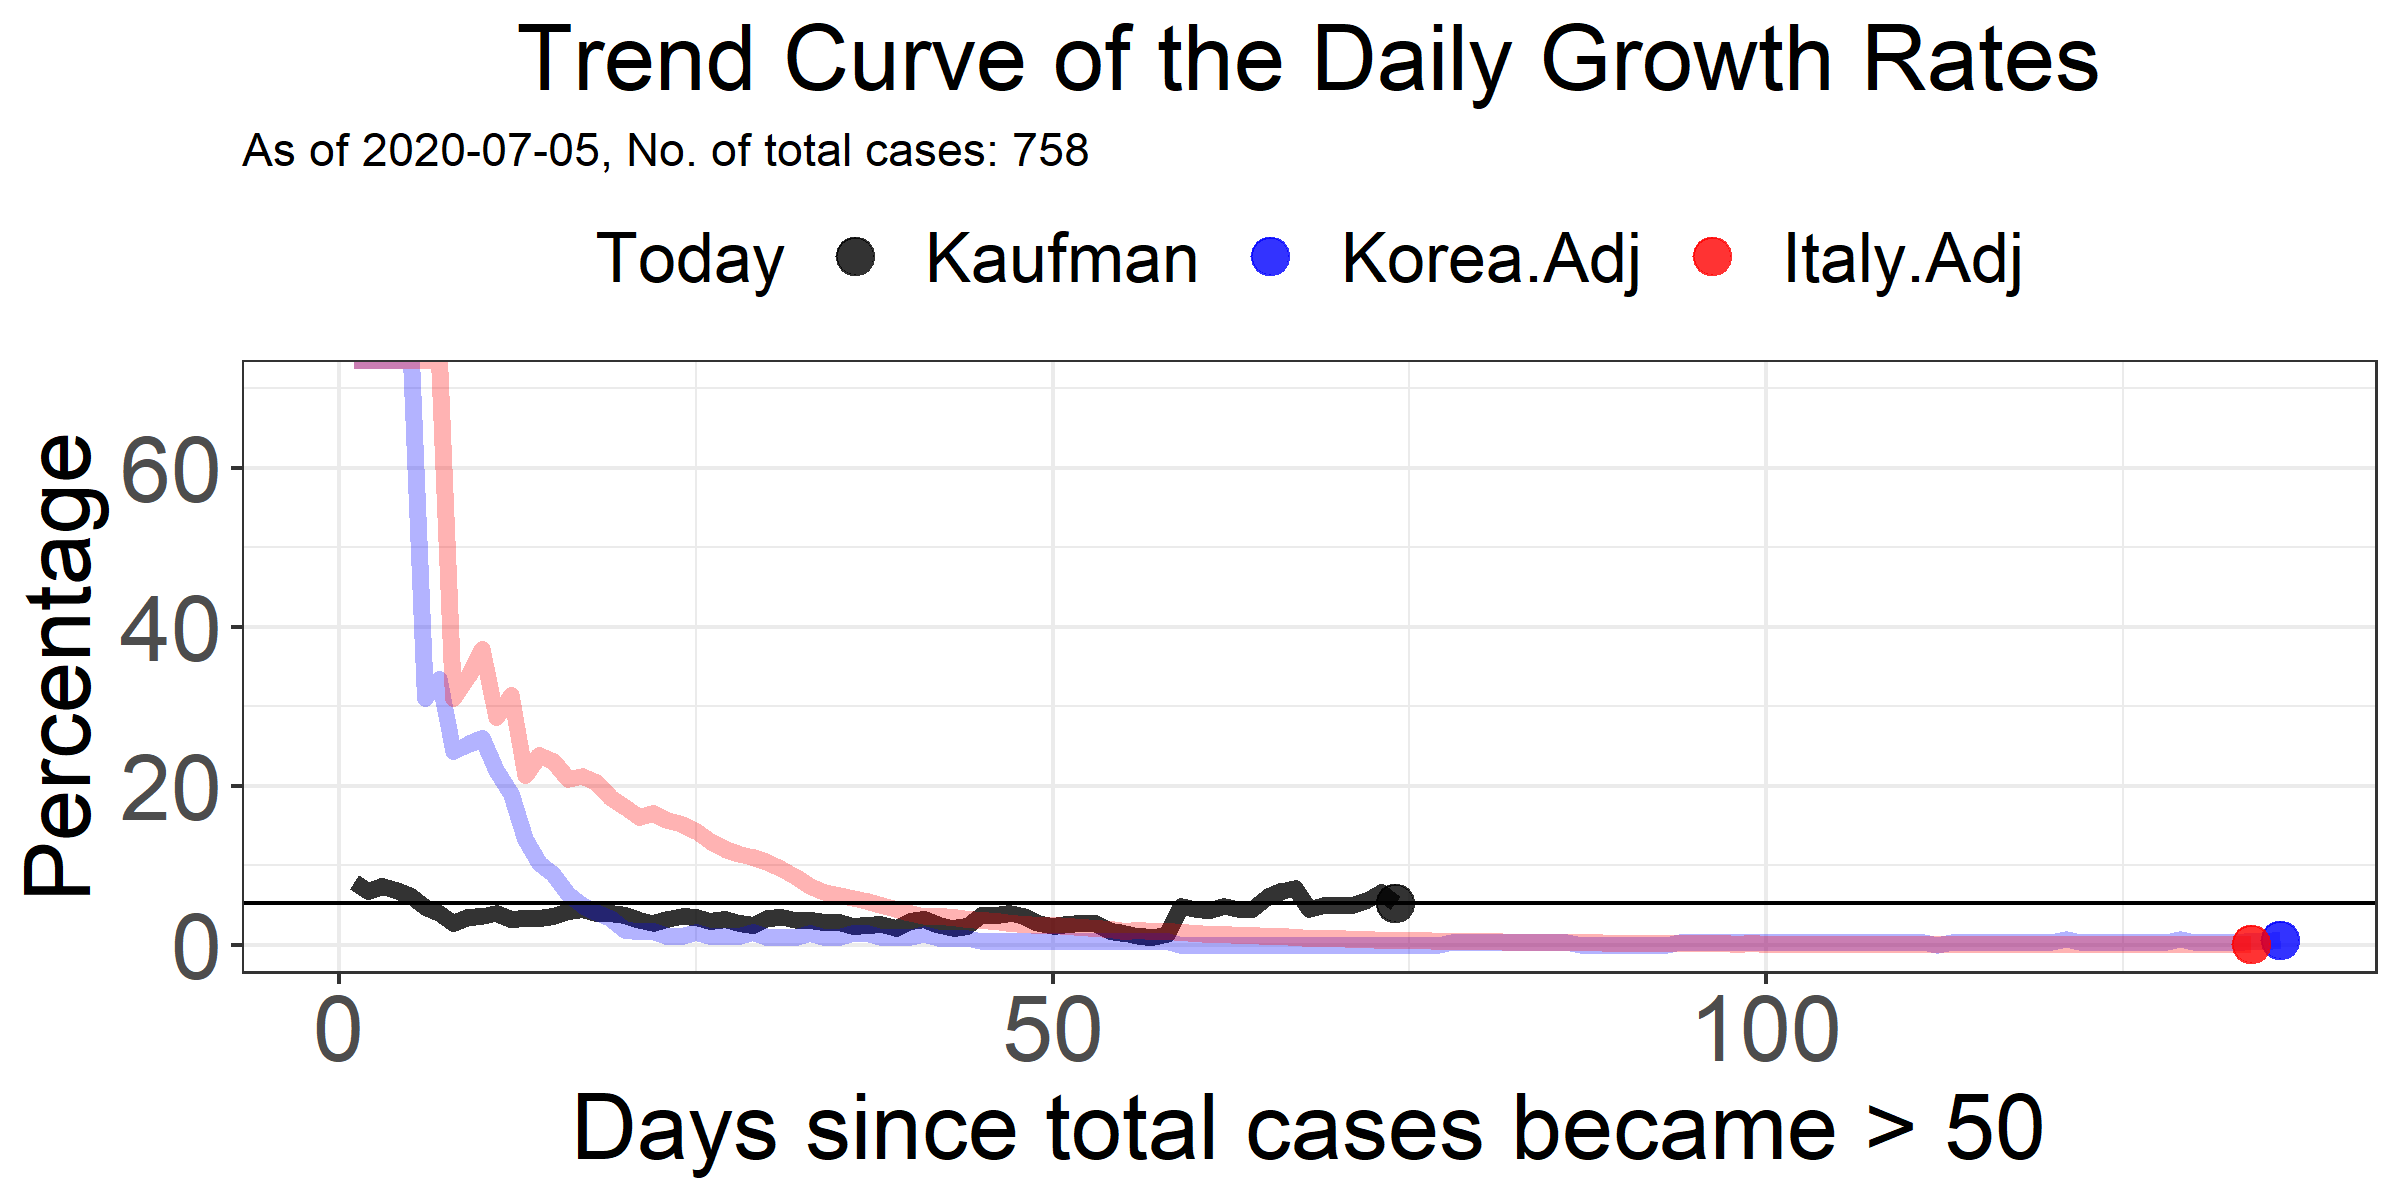 Trend Curve of the Daily Growth Rates
As of 2020-07-05, No. of total cases: 758
Today Kaufman Korea.Adj Italy.Adj
Percentage
60
40
20
0
0 50 100
Days since total cases became > 50